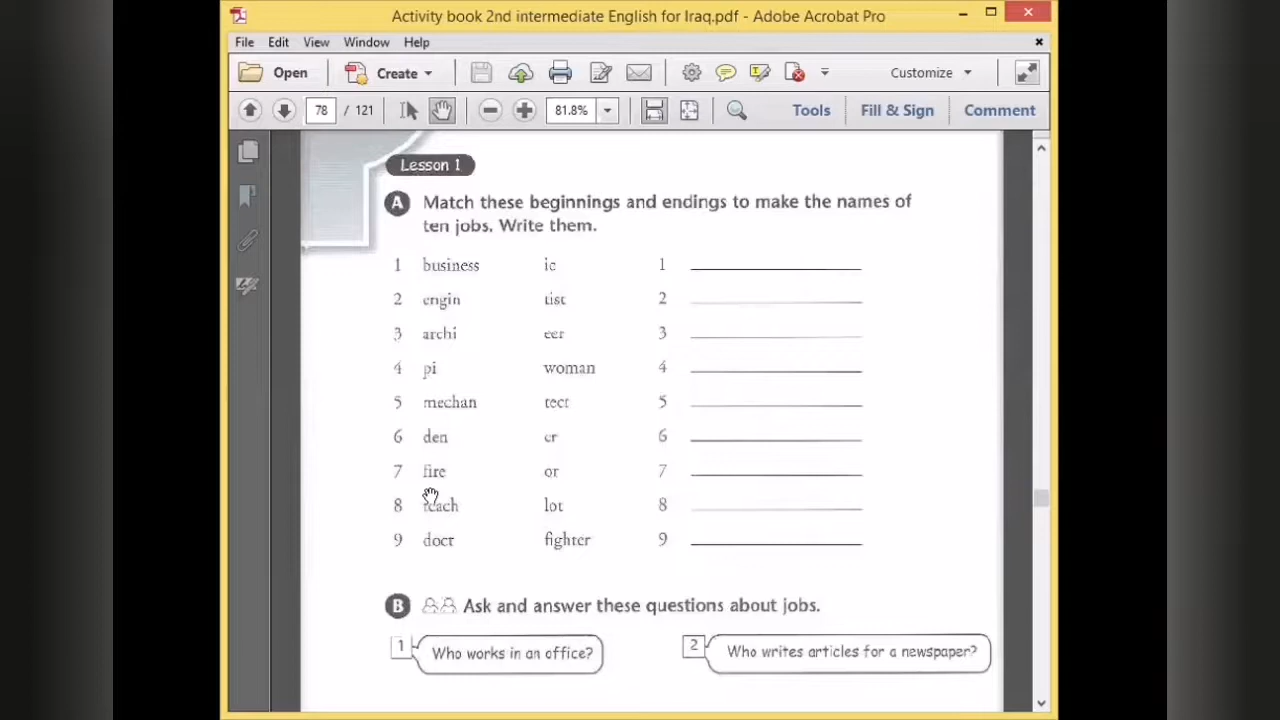 Activity book 2nd intermediate English for Iraq.pdf - Adobe Acrobat Pro
File Edit View Window Help
Open Create Customize
78 / 121 81.8% Tools Fill & Sign Comment
Lesson 1
A Match these beginnings and endings to make the names of
ten jobs. Write them.
1 business ic 1
2 engin tist 2
3 archi eer 3
4 pi woman 4
5 mechan tect 5
6 den er 6
7 fire or 7
8 teach lot 8
9 doct fighter 9
B Ask and answer these questions about jobs.
1 Who works in an office? 2 Who writes articles for a newspaper?